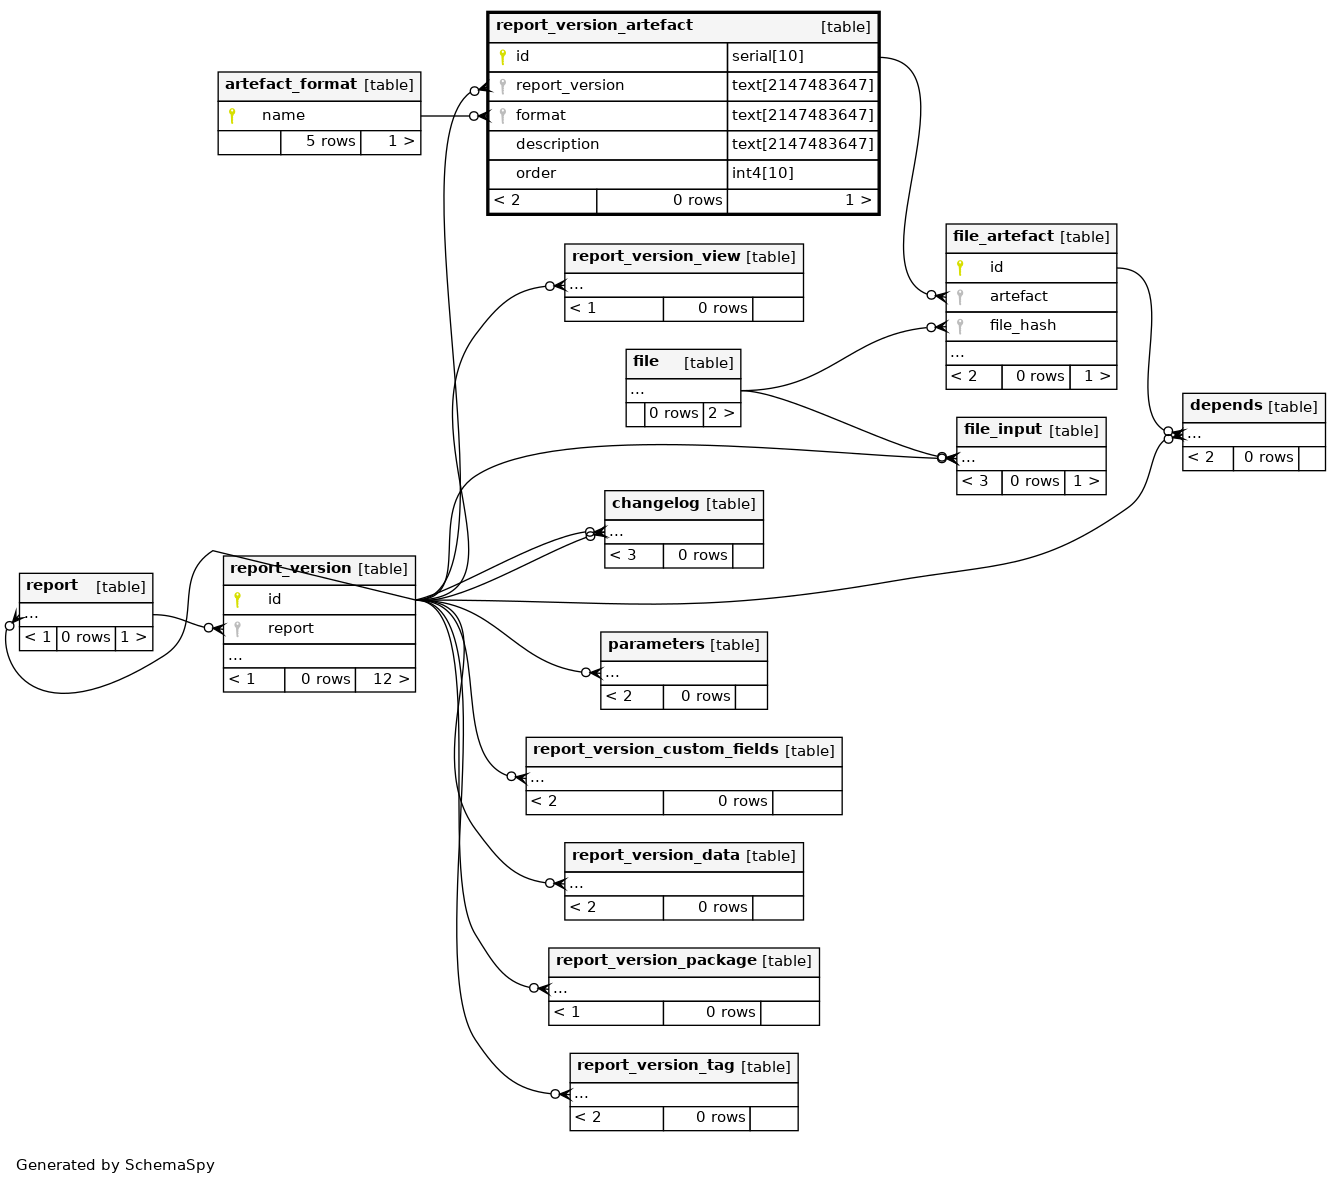 report_version_artefact [table]
id serial[10]
report_version text[2147483647]
format text[2147483647]
description text[2147483647]
order int4[10]
< 2 0 rows 1 >
artefact_format [table]
name
5 rows 1 >
file_artefact [table]
id
artefact
file_hash
...
< 2 0 rows 1 >
report_version_view [table]
...
< 1 0 rows
file [table]
...
0 rows 2 >
depends [table]
...
< 2 0 rows
file_input [table]
...
< 3 0 rows 1 >
changelog [table]
...
< 3 0 rows
report_version [table]
id
report
...
< 1 0 rows 12 >
report [table]
...
< 1 0 rows 1 >
parameters [table]
...
< 2 0 rows
report_version_custom_fields [table]
...
< 2 0 rows
report_version_data [table]
...
< 2 0 rows
report_version_package [table]
...
< 1 0 rows
report_version_tag [table]
...
< 2 0 rows
Generated by SchemaSpy